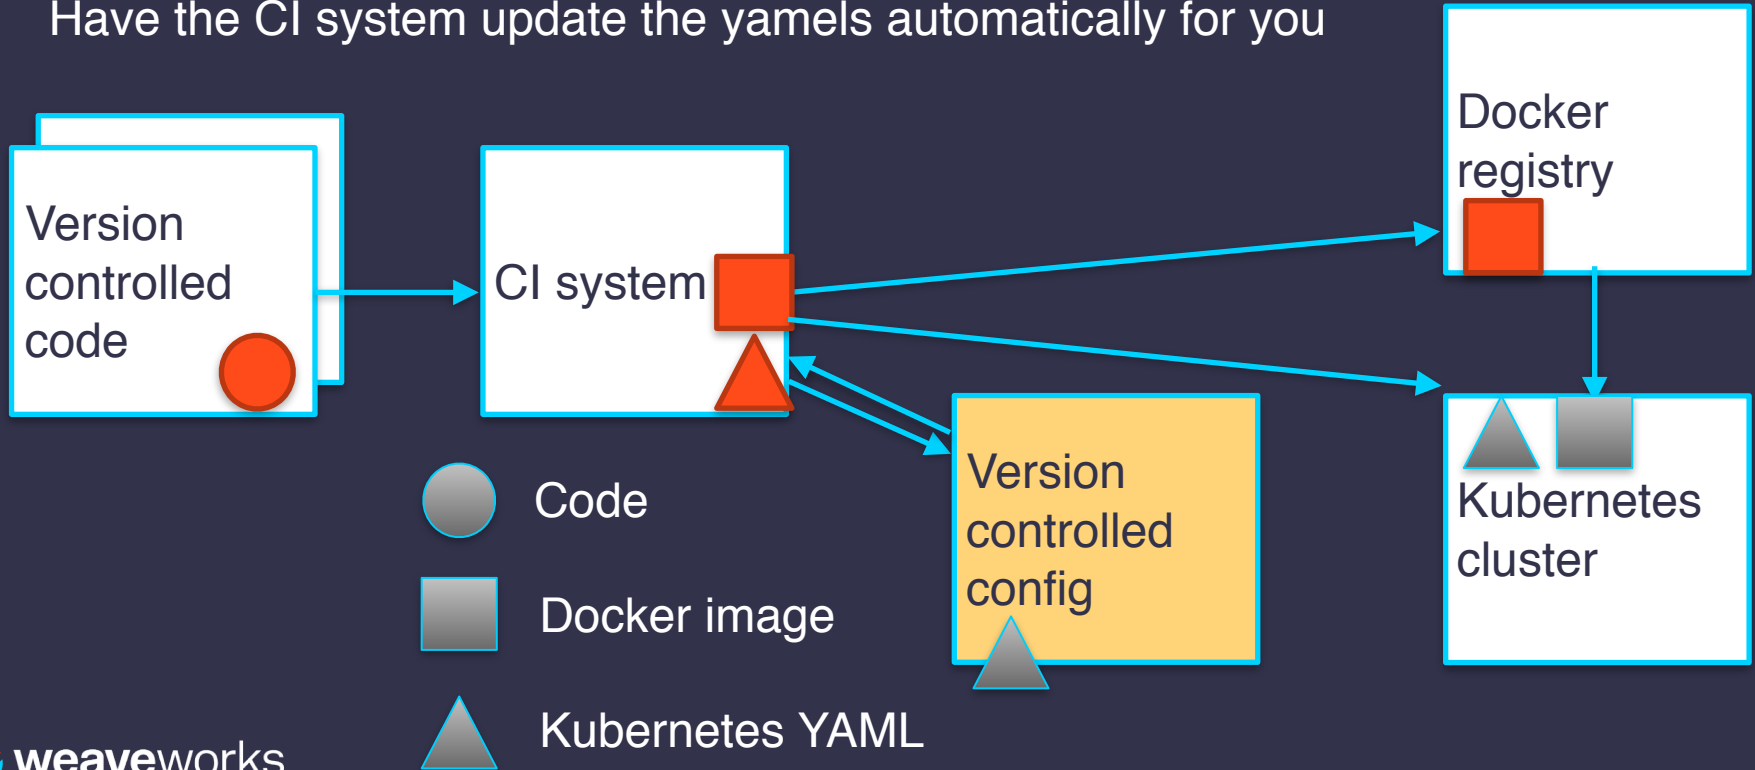 Have the CI system update the yamels automatically for you
Docker
registry
Version
controlled
code
CI system
Version
controlled
config
Kubernetes
cluster
Code
Docker image
Kubernetes YAML
weaveworks